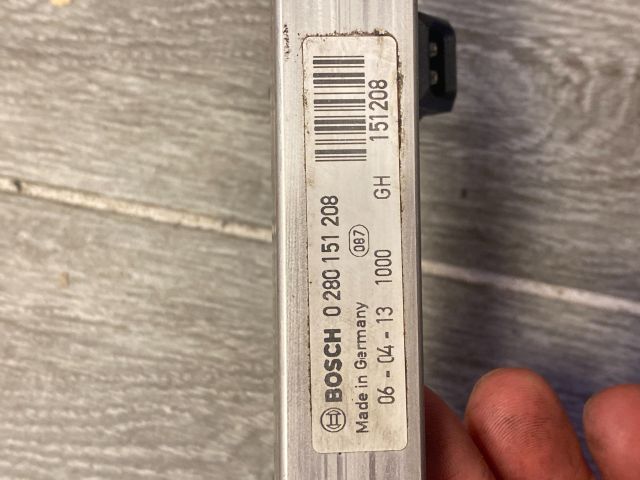 BOSCH 0 280 151 208
Made in Germany 087
06 - 04 - 13 1000 GH 151208